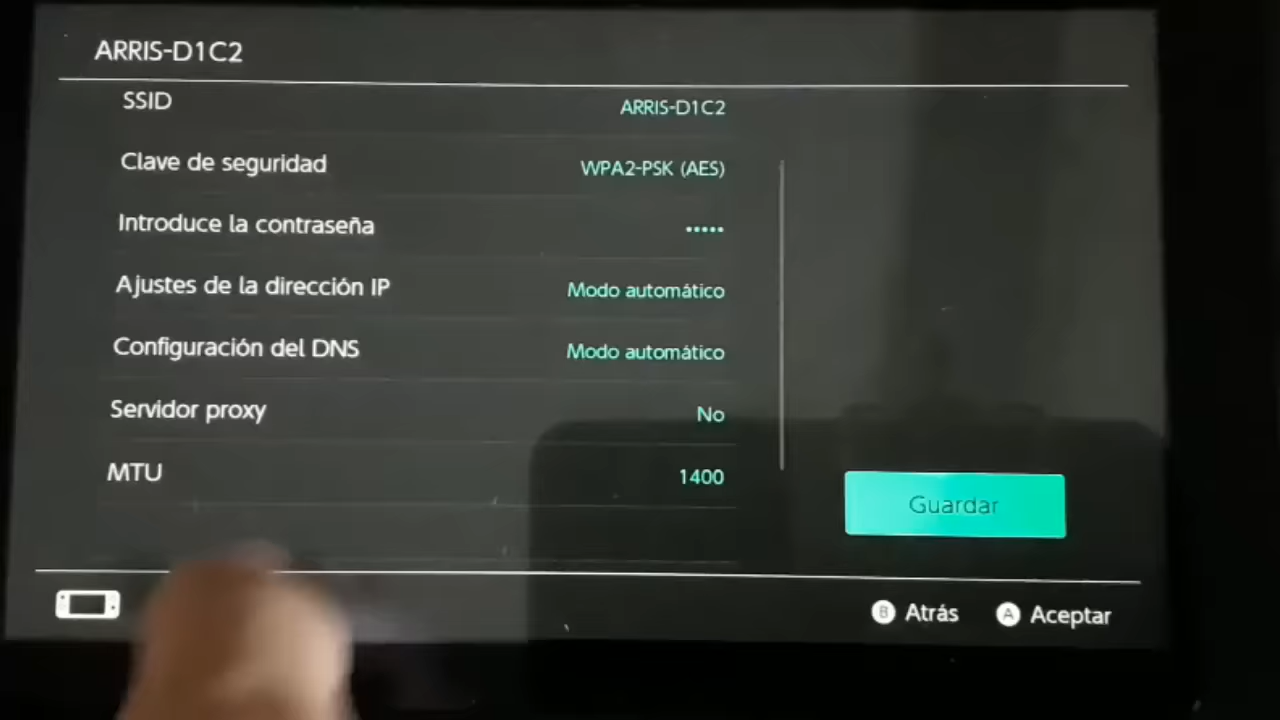 ARRIS-D1C2
SSID ARRIS-D1C2
Clave de seguridad WPA2-PSK (AES)
Introduce la contraseña •••••
Ajustes de la dirección IP Modo automático
Configuración del DNS Modo automático
Servidor proxy No
MTU 1400
Guardar
B Atrás A Aceptar